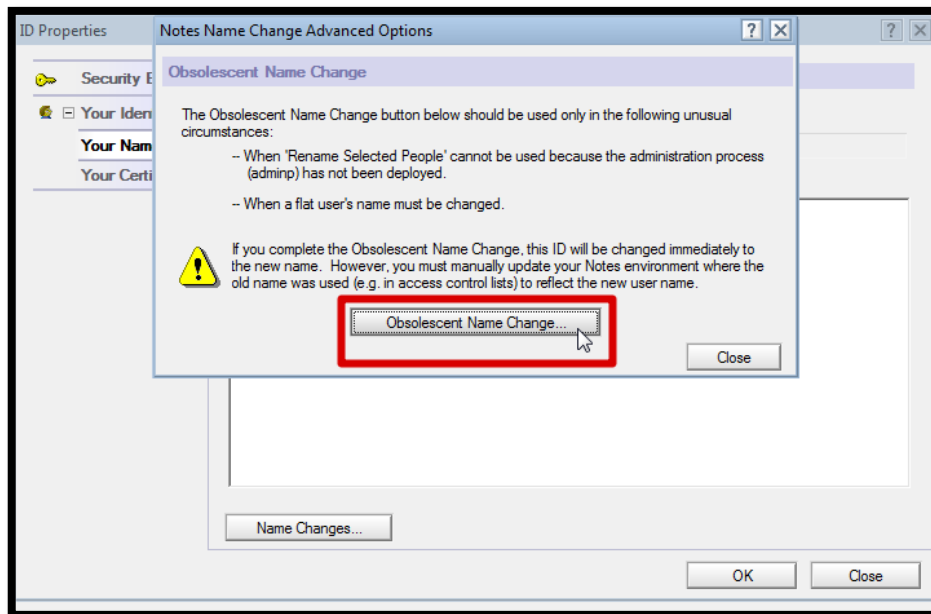 ID Properties
Notes Name Change Advanced Options
Obsolescent Name Change
The Obsolescent Name Change button below should be used only in the following unusual
circumstances:
-- When 'Rename Selected People' cannot be used because the administration process
(adminp) has not been deployed.
-- When a flat user's name must be changed.
If you complete the Obsolescent Name Change, this ID will be changed immediately to
the new name. However, you must manually update your Notes environment where the
old name was used (e.g. in access control lists) to reflect the new user name.
Obsolescent Name Change...
Close
Security
Your Iden
Your Nam
Your Certi
Name Changes...
OK
Close